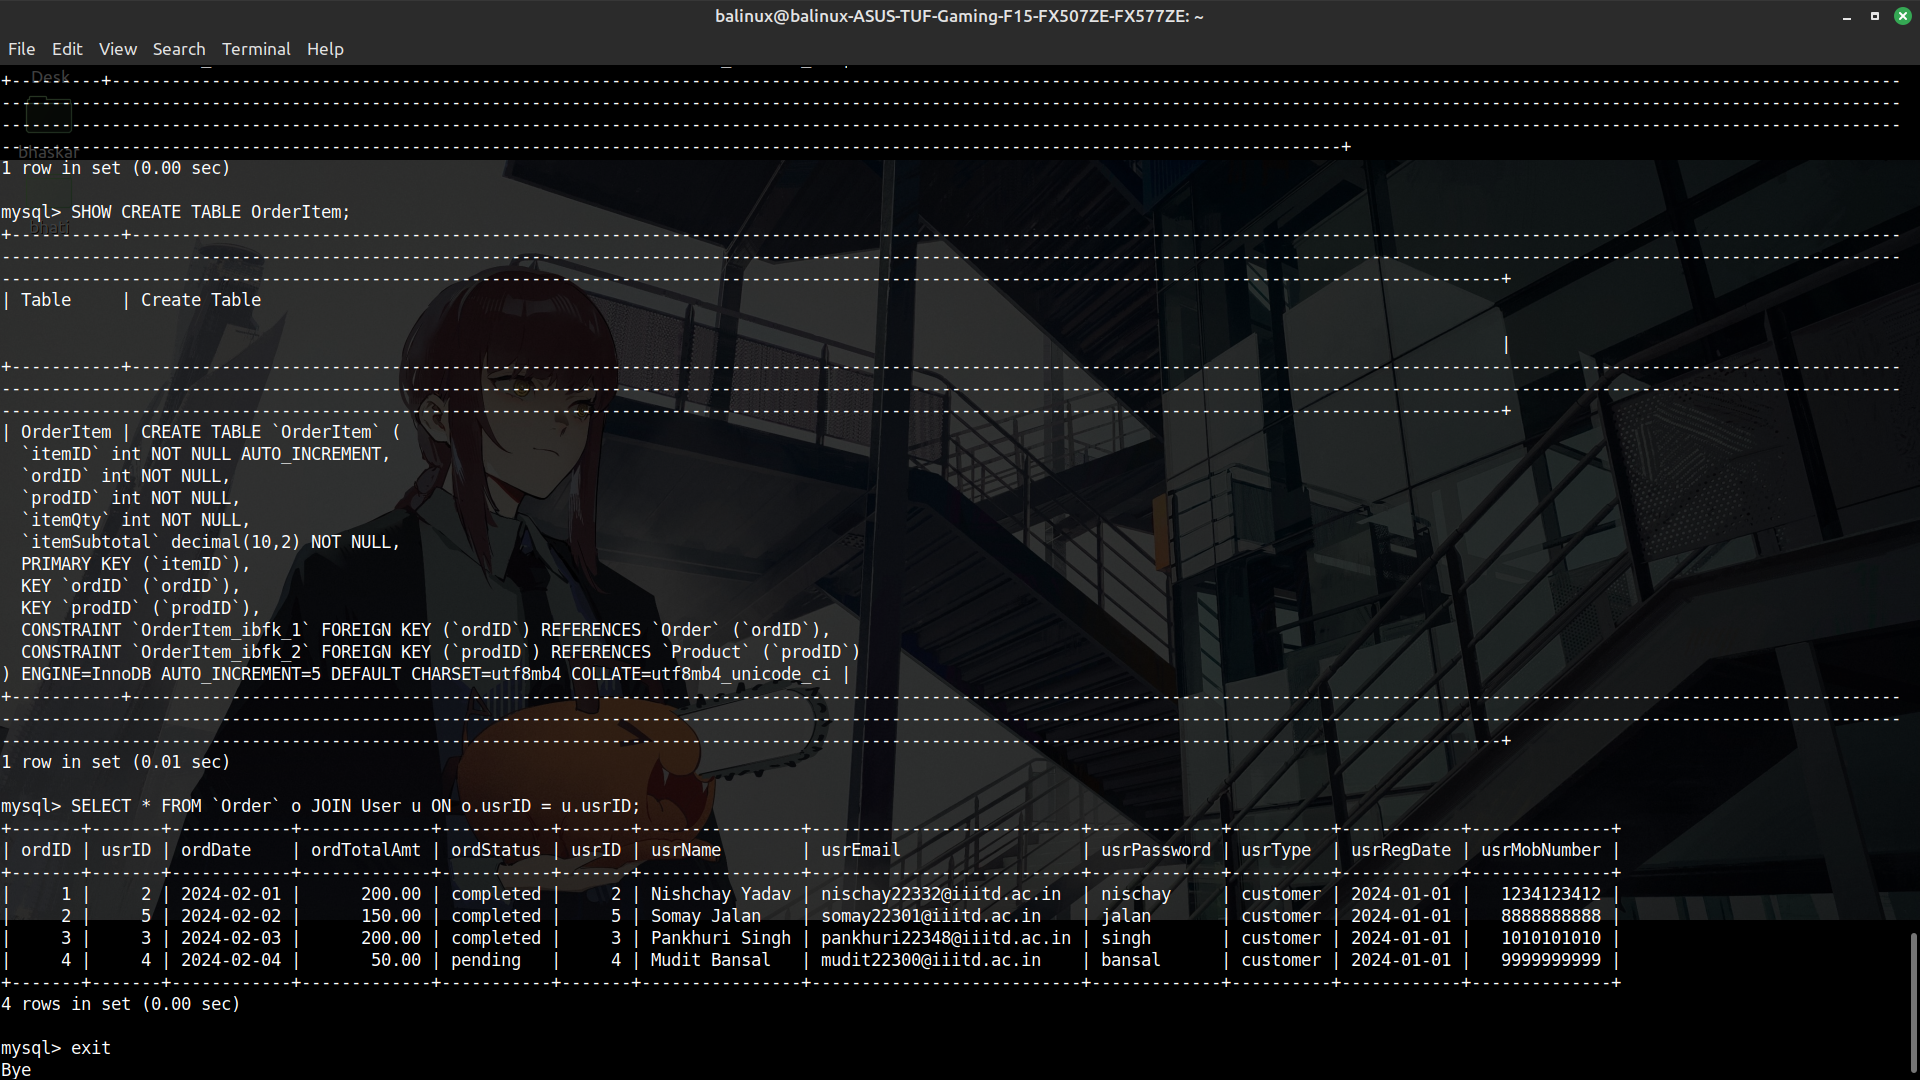 balinux@balinux-ASUS-TUF-Gaming-F15-FX507ZE-FX577ZE: ~
File Edit View Search Terminal Help
Desk
bhaskar
1 row in set (0.00 sec)
mysql> SHOW CREATE TABLE OrderItem;
bhati
| Table     | Create Table
|
| OrderItem | CREATE TABLE `OrderItem` (
  `itemID` int NOT NULL AUTO_INCREMENT,
  `ordID` int NOT NULL,
  `prodID` int NOT NULL,
  `itemQty` int NOT NULL,
  `itemSubtotal` decimal(10,2) NOT NULL,
  PRIMARY KEY (`itemID`),
  KEY `ordID` (`ordID`),
  KEY `prodID` (`prodID`),
  CONSTRAINT `OrderItem_ibfk_1` FOREIGN KEY (`ordID`) REFERENCES `Order` (`ordID`),
  CONSTRAINT `OrderItem_ibfk_2` FOREIGN KEY (`prodID`) REFERENCES `Product` (`prodID`)
) ENGINE=InnoDB AUTO_INCREMENT=5 DEFAULT CHARSET=utf8mb4 COLLATE=utf8mb4_unicode_ci |
1 row in set (0.01 sec)
mysql> SELECT * FROM `Order` o JOIN User u ON o.usrID = u.usrID;
| ordID | usrID | ordDate    | ordTotalAmt | ordStatus | usrID | usrName        | usrEmail                  | usrPassword | usrType  | usrRegDate | usrMobNumber |
|     1 |     2 | 2024-02-01 |      200.00 | completed |     2 | Nishchay Yadav | nischay22332@iiitd.ac.in  | nischay     | customer | 2024-01-01 |   1234123412 |
|     2 |     5 | 2024-02-02 |      150.00 | completed |     5 | Somay Jalan    | somay22301@iiitd.ac.in    | jalan       | customer | 2024-01-01 |   8888888888 |
|     3 |     3 | 2024-02-03 |      200.00 | completed |     3 | Pankhuri Singh | pankhuri22348@iiitd.ac.in | singh       | customer | 2024-01-01 |   1010101010 |
|     4 |     4 | 2024-02-04 |       50.00 | pending   |     4 | Mudit Bansal   | mudit22300@iiitd.ac.in    | bansal      | customer | 2024-01-01 |   9999999999 |
4 rows in set (0.00 sec)
mysql> exit
Bye